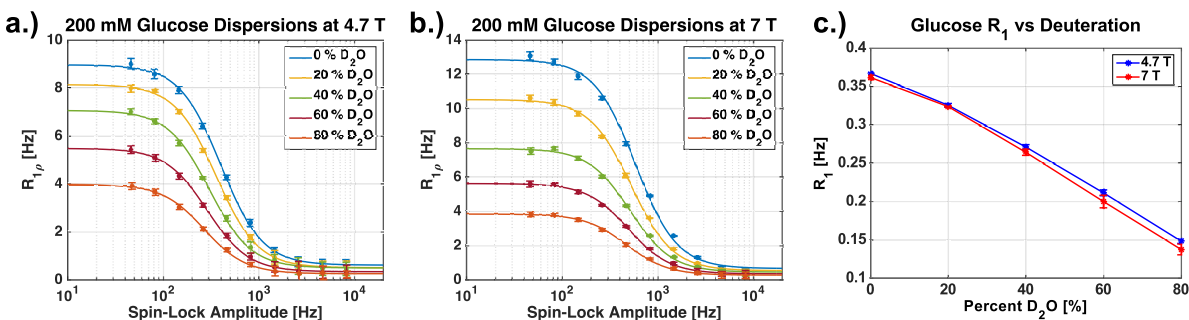 a.)
200 mM Glucose Dispersions at 4.7 T
10
8
6
4
2
0
R1ρ [Hz]
10^1
10^2
10^3
10^4
Spin-Lock Amplitude [Hz]
0 % D2O
20 % D2O
40 % D2O
60 % D2O
80 % D2O
b.)
200 mM Glucose Dispersions at 7 T
14
12
10
8
6
4
2
0
R1ρ [Hz]
10^1
10^2
10^3
10^4
Spin-Lock Amplitude [Hz]
0 % D2O
20 % D2O
40 % D2O
60 % D2O
80 % D2O
c.)
Glucose R1 vs Deuteration
0.4
0.35
0.3
0.25
0.2
0.15
0.1
R1 [Hz]
0
20
40
60
80
Percent D2O [%]
4.7 T
7 T